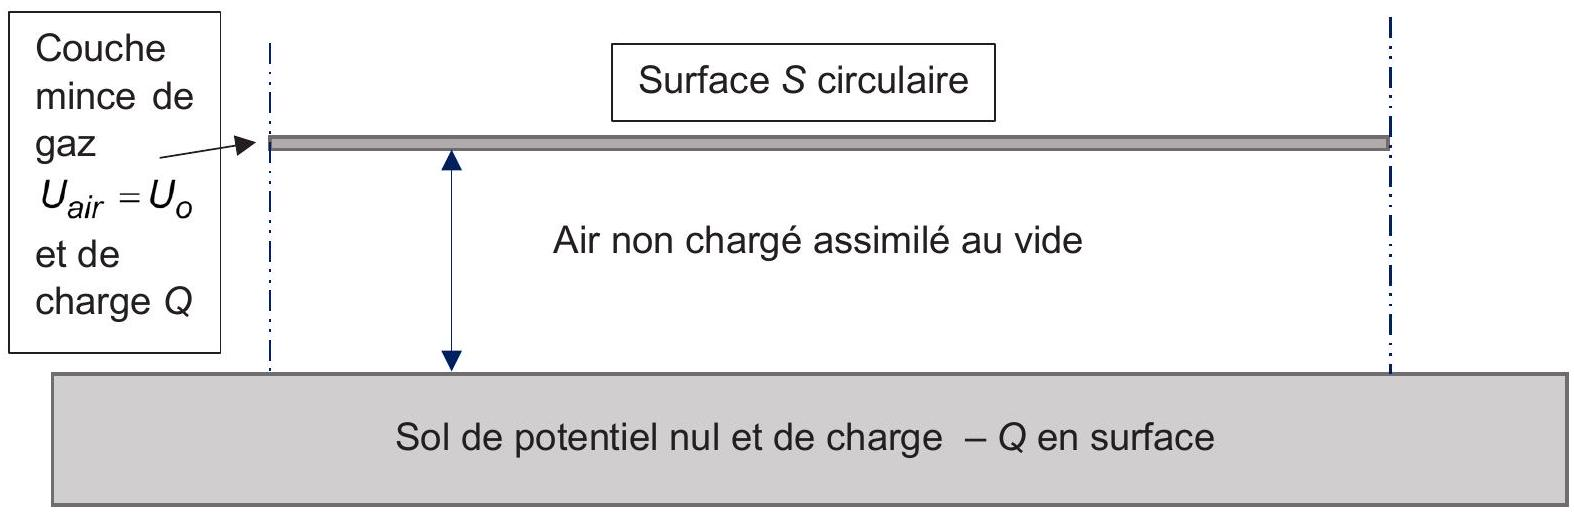 Couche
mince de
gaz
U_air = U_o
et de
charge Q
Surface S circulaire
Air non chargé assimilé au vide
Sol de potentiel nul et de charge – Q en surface